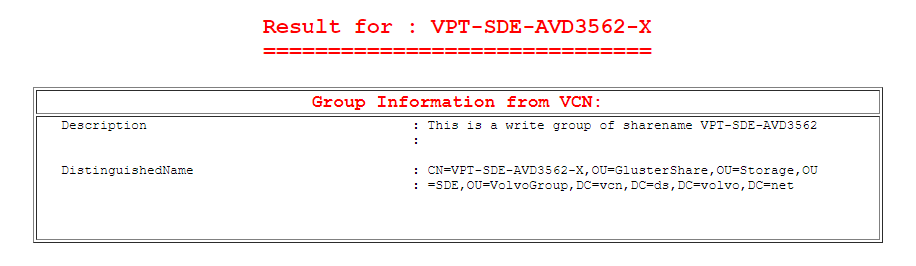 Result for : VPT-SDE-AVD3562-X
==============================
Group Information from VCN:
Description : This is a write group of sharename VPT-SDE-AVD3562
:
DistinguishedName : CN=VPT-SDE-AVD3562-X,OU=GlusterShare,OU=Storage,OU
: =SDE,OU=VolvoGroup,DC=vcn,DC=ds,DC=volvo,DC=net